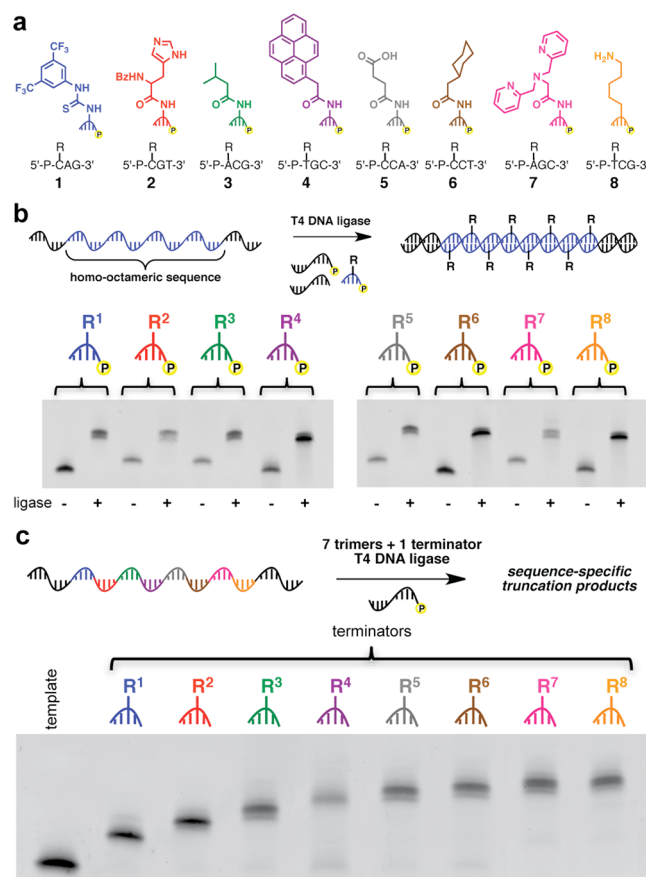 a
CF₃
F₃C
NH
S
NH
P
R
5'-P-CAG-3'
1
N
NH
BzHN
O
NH
P
R
5'-P-CGT-3'
2
O
NH
P
R
5'-P-ACG-3'
3
O
NH
P
R
5'-P-TGC-3'
4
O
OH
O
NH
P
R
5'-P-CCA-3'
5
O
NH
P
R
5'-P-CCT-3'
6
N
N
N
O
NH
P
R
5'-P-AGC-3'
7
H₂N
P
R
5'-P-TCG-3'
8
b
homo-octameric sequence
T4 DNA ligase
P
R
P
R R R R
R R R R
R¹ R² R³ R⁴ R⁵ R⁶ R⁷ R⁸
P P P P P P P P
ligase - + - + - + - + - + - + - + - +
c
7 trimers + 1 terminator
T4 DNA ligase
P
sequence-specific
truncation products
terminators
template
R¹ R² R³ R⁴ R⁵ R⁶ R⁷ R⁸